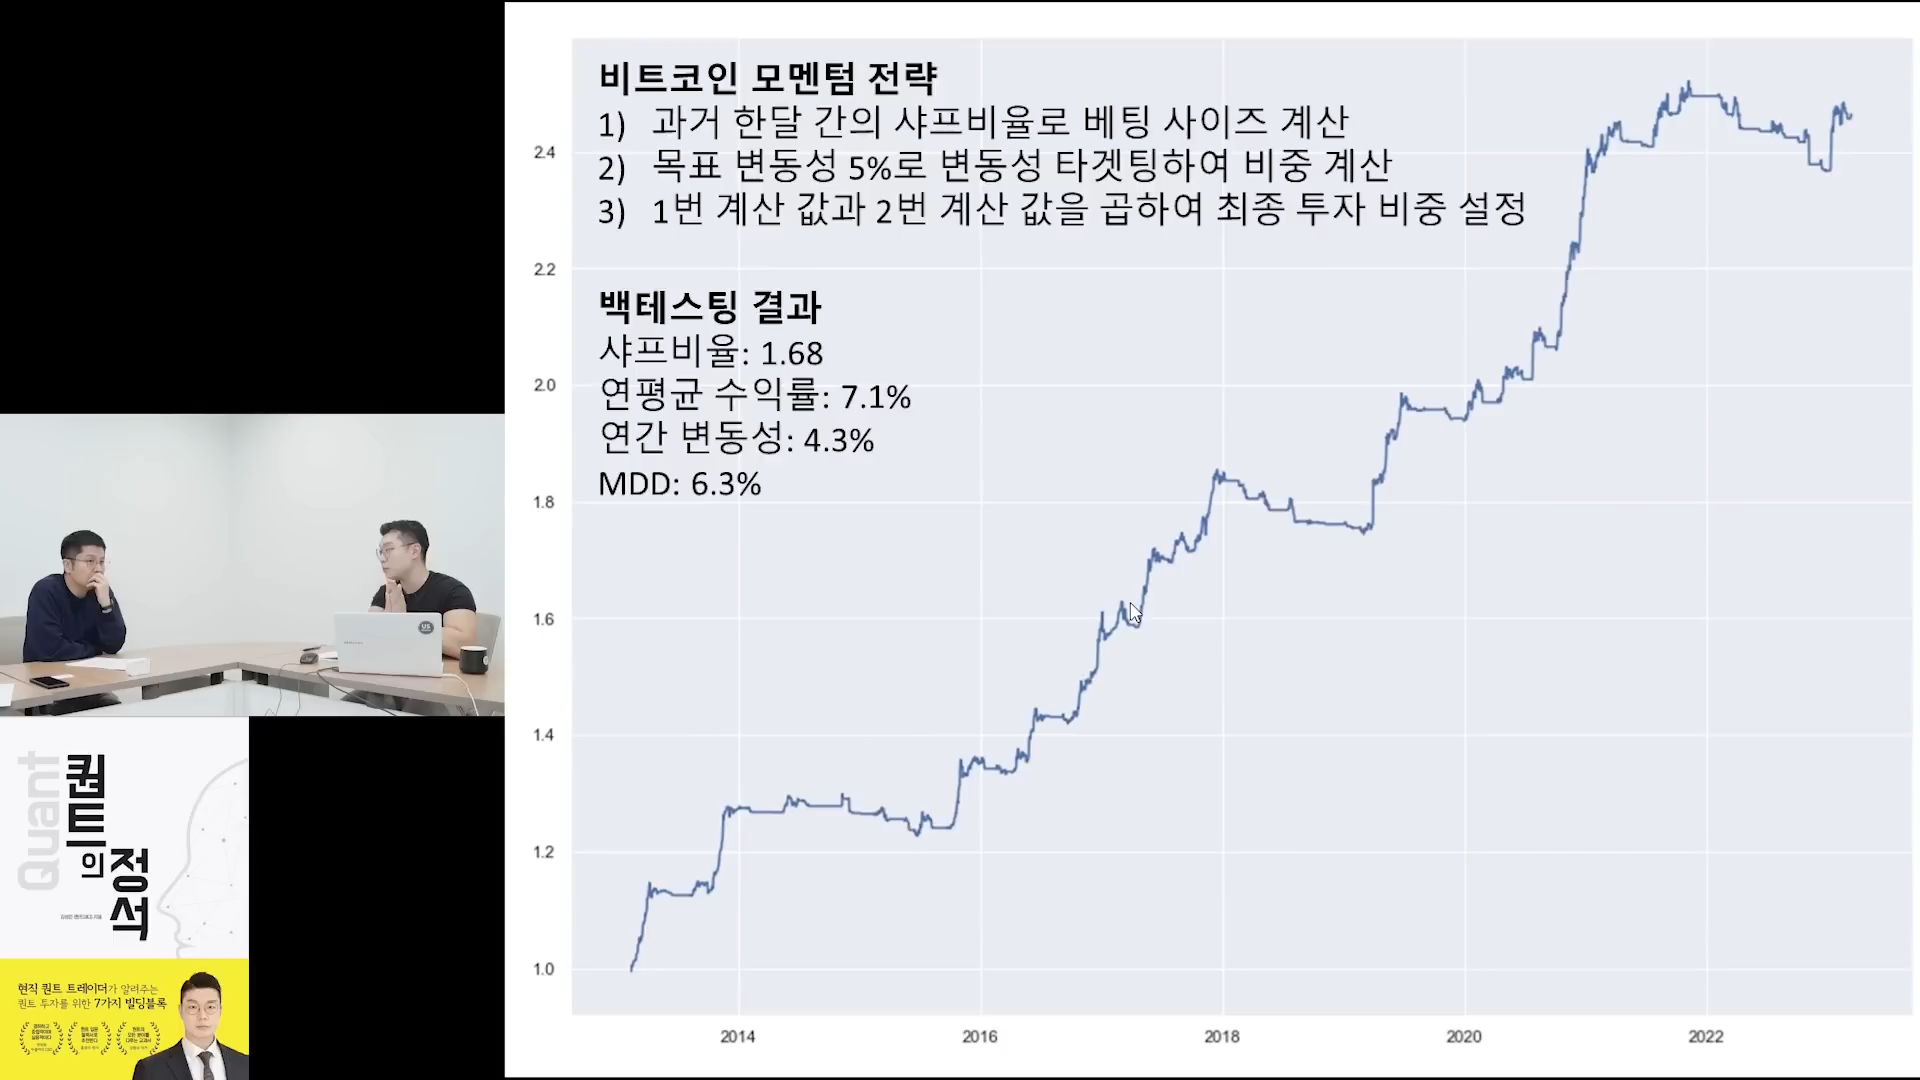 비트코인 모멘텀 전략
1) 과거 한달 간의 샤프비율로 베팅 사이즈 계산
2) 목표 변동성 5%로 변동성 타겟팅하여 비중 계산
3) 1번 계산 값과 2번 계산 값을 곱하여 최종 투자 비중 설정
백테스팅 결과
샤프비율: 1.68
연평균 수익률: 7.1%
연간 변동성: 4.3%
MDD: 6.3%
2.4
2.2
2.0
1.8
1.6
1.4
1.2
1.0
2014
2016
2018
2020
2022
US
Quant
퀀트
의
정석
현직 퀀트 트레이더가 알려주는
퀀트 투자를 위한 7가지 빌딩블록